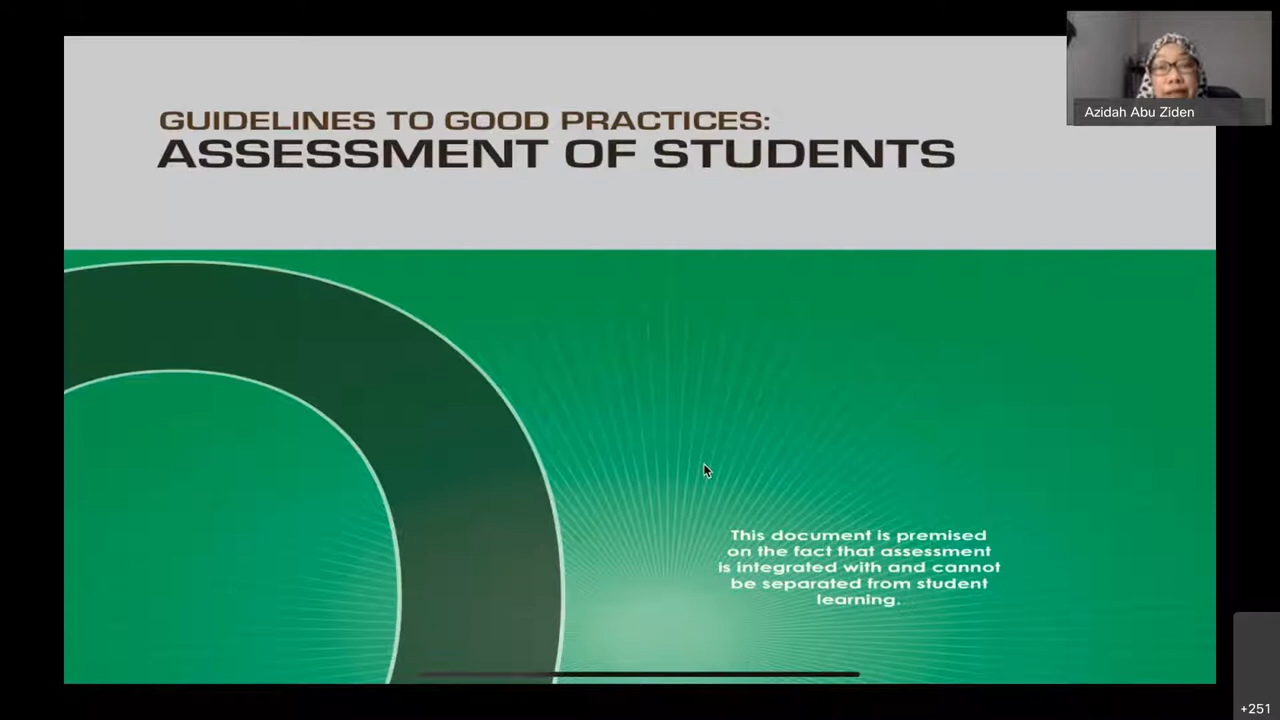 GUIDELINES TO GOOD PRACTICES:
ASSESSMENT OF STUDENTS
Azidah Abu Ziden
This document is premised
on the fact that assessment
is integrated with and cannot
be separated from student
learning.
+251